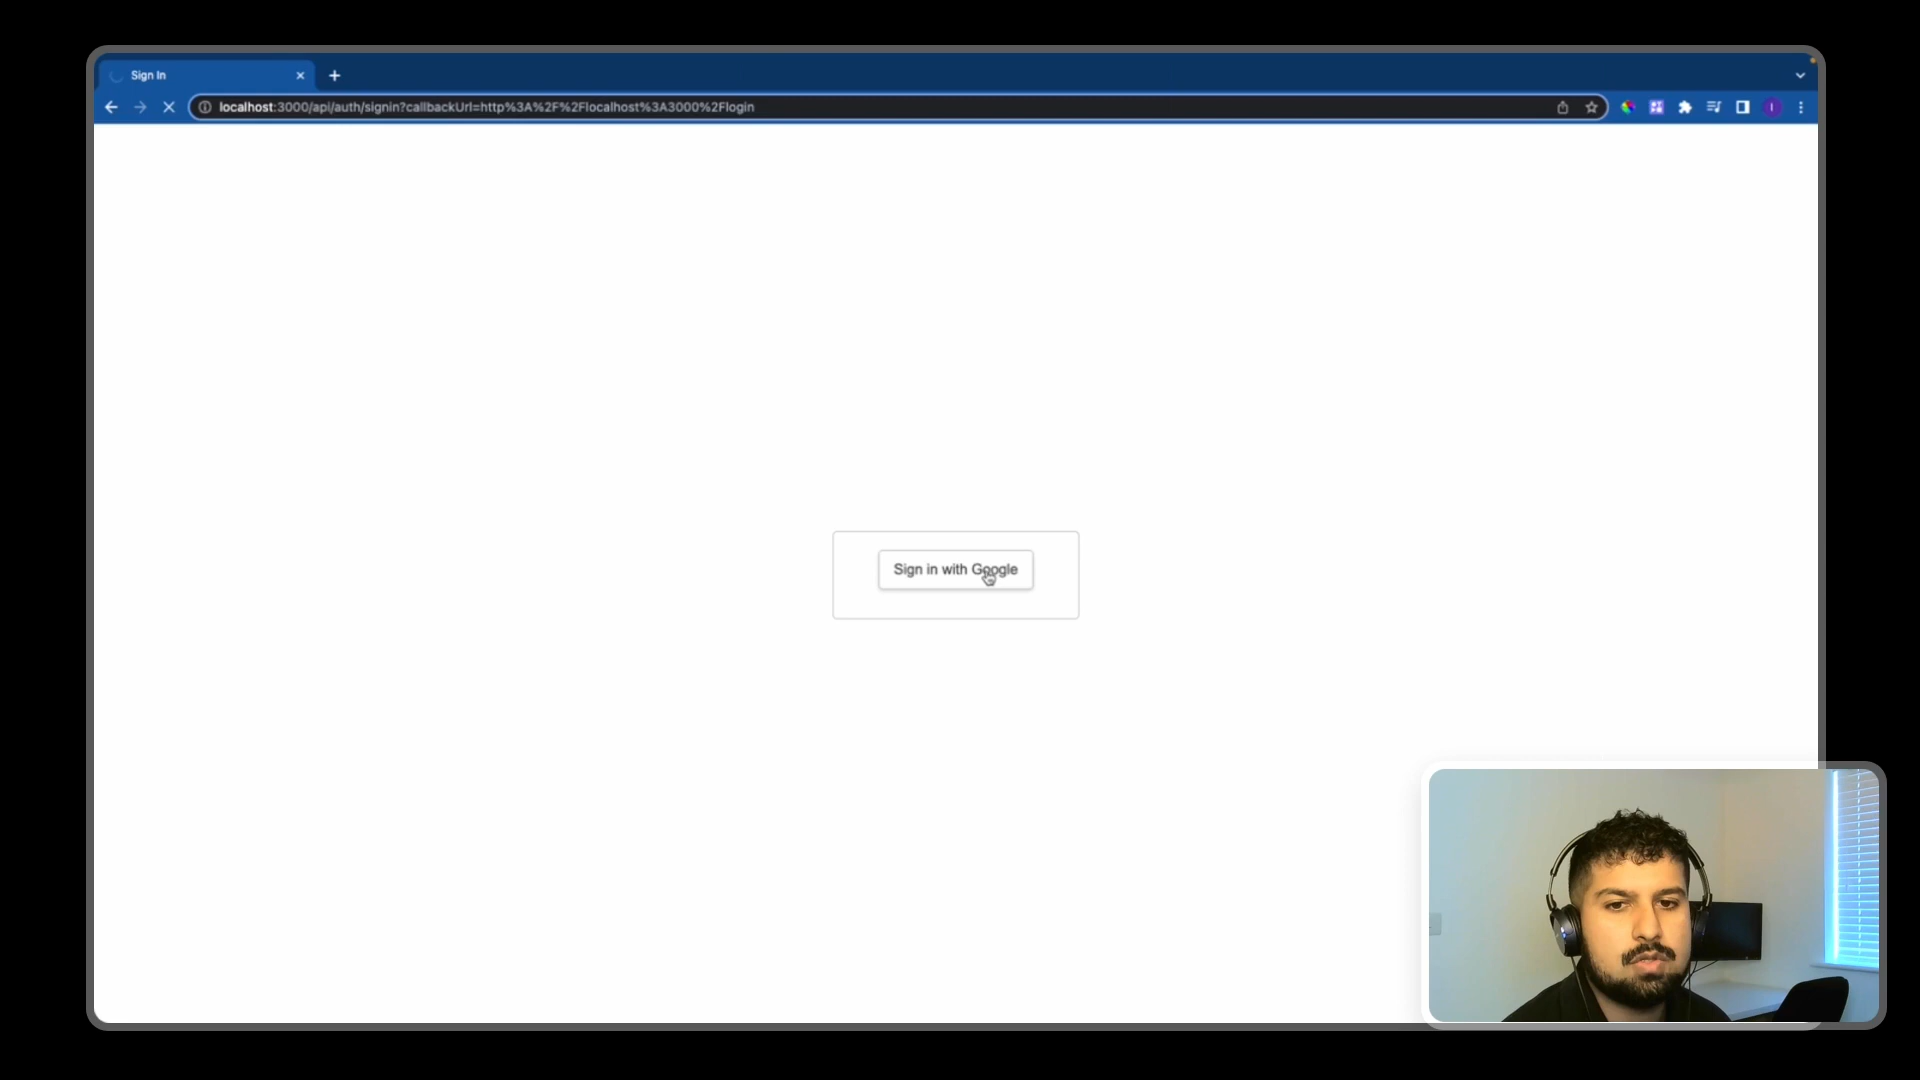 Sign In
localhost:3000/api/auth/signin?callbackUrl=http%3A%2F%2Flocalhost%3A3000%2Flogin
I
Sign in with Google